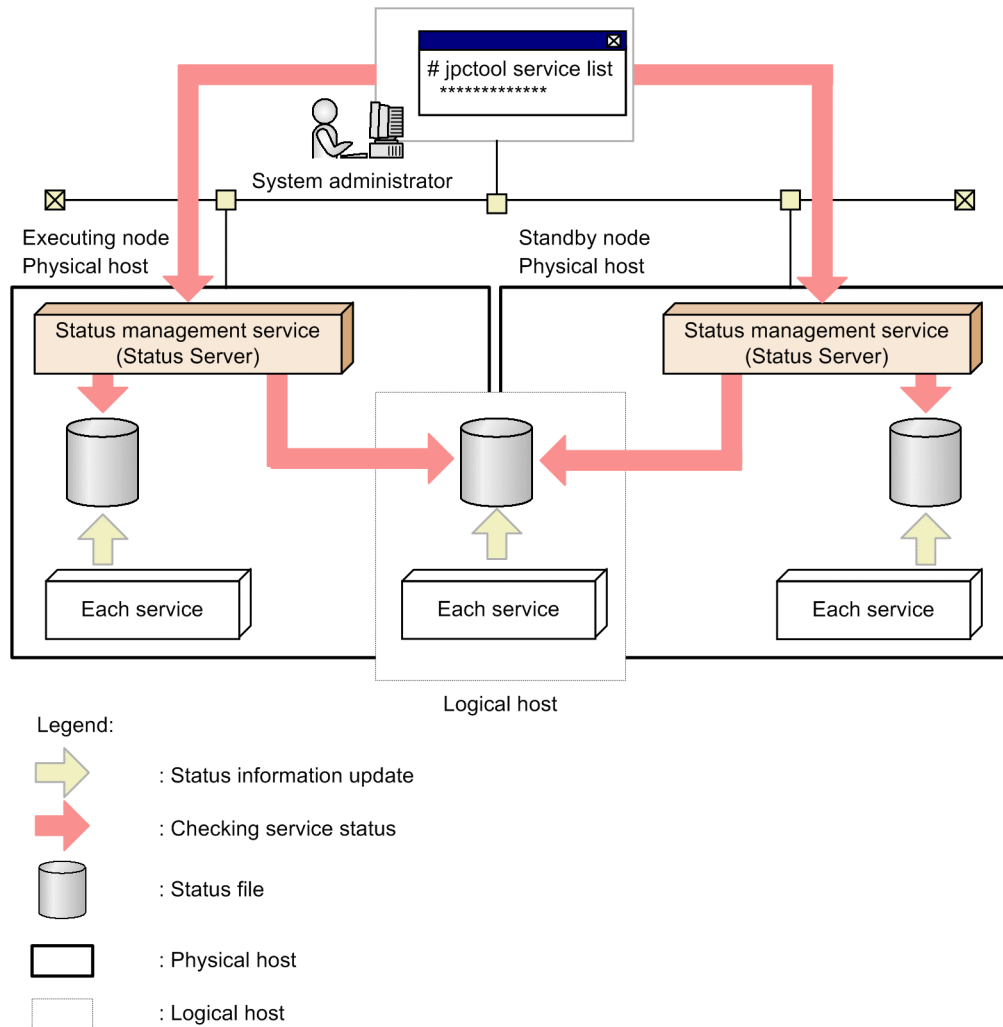 # jpctool service list
*************
System administrator
Executing node
Physical host
Standby node
Physical host
Status management service
(Status Server)
Status management service
(Status Server)
Each service
Each service
Each service
Logical host
Legend:
: Status information update
: Checking service status
: Status file
: Physical host
: Logical host